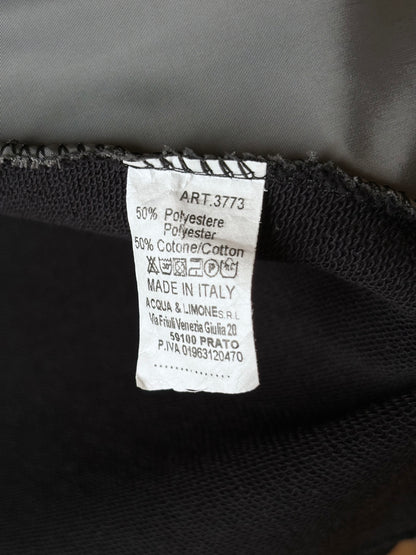 ART.3773
50% Polyestere
Polyester
50% Cotone/Cotton
MADE IN ITALY
ACQUA & LIMONE S.R.L
Via Friuli Venezia Giulia 20
59100 PRATO
P.IVA 01963120470